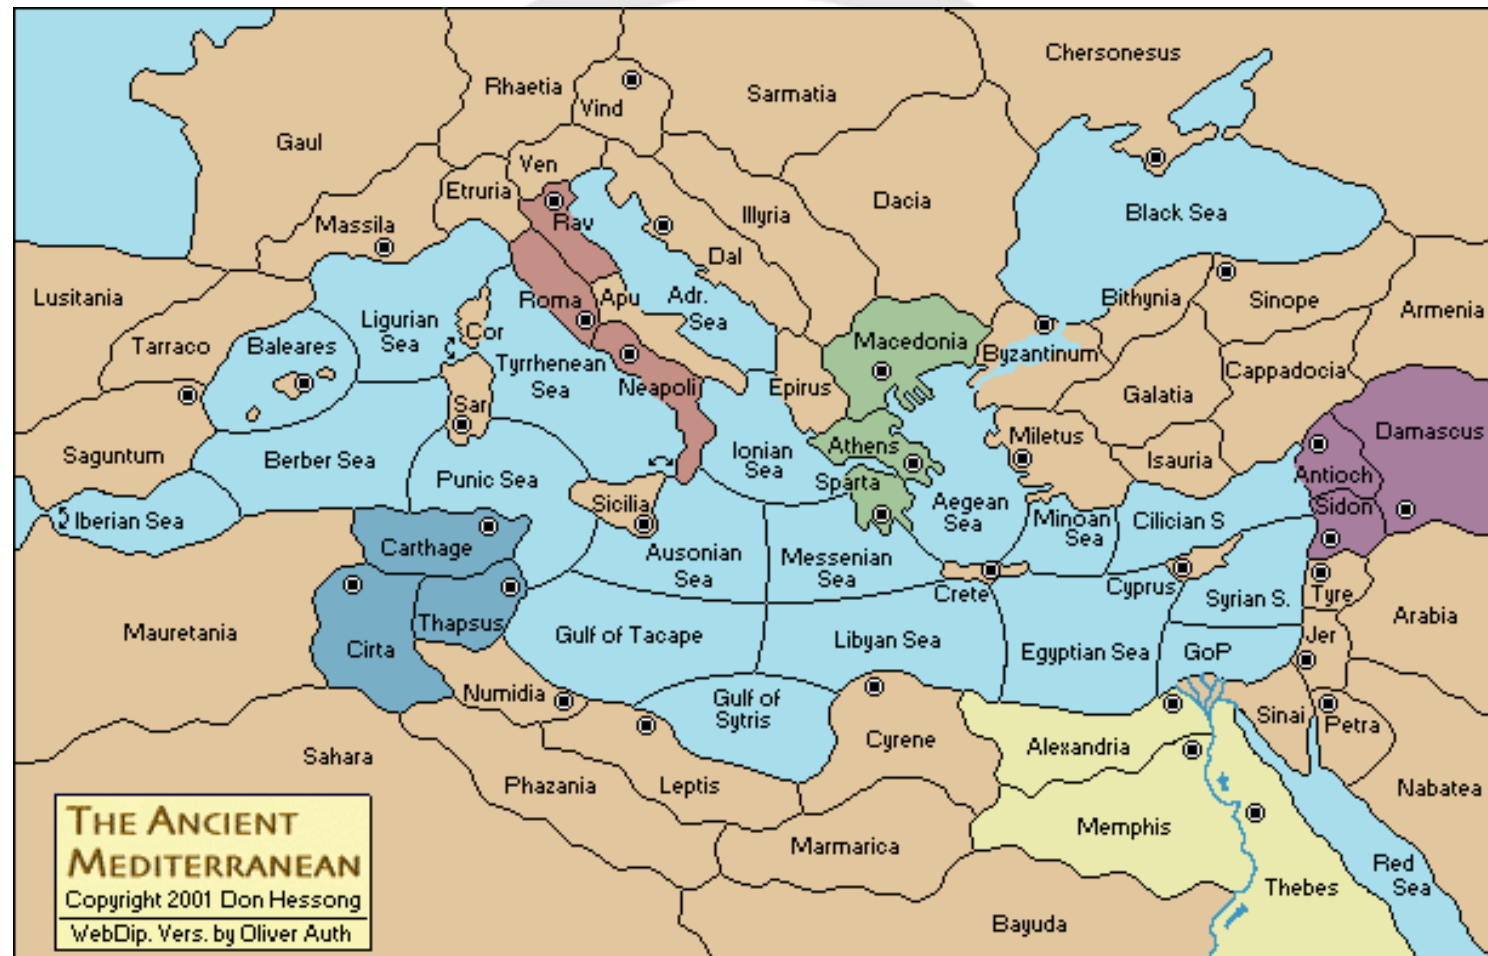 Chersonesus
Rhaetia
Vind
Sarmatia
Gaul
Ven
Etruria
Massila
Rav
Illyria
Dacia
Black Sea
Dal
Lusitania
Tarraco
Baleares
Ligurian
Sea
Cor
Roma
Apu
Adr.
Sea
Bithynia
Sinope
Armenia
Tyrrhenean
Sea
Macedonia
Byzantinum
Neapoli
Epirus
Galatia
Cappadocia
Sar
Saguntum
Berber Sea
Punic Sea
Ionian
Sea
Athens
Sparta
Miletus
Isauria
Damascus
Antioch
Sidon
Iberian Sea
Sicilia
Aegean
Sea
Minoan
Sea
Cilician S
Carthage
Ausonian
Sea
Messenian
Sea
Crete
Cyprus
Syrian S.
Tyre
Arabia
Mauretania
Cirta
Thapsus
Gulf of Tacape
Libyan Sea
Egyptian Sea
GoP
Jer
Numidia
Gulf of
Sytris
Cyrene
Alexandria
Sinai
Petra
Sahara
Phazania
Leptis
Nabatea
Marmarica
Memphis
Thebes
Red
Sea
Bayuda
THE ANCIENT
MEDITERRANEAN
Copyright 2001 Don Hessong
WebDip. Vers. by Oliver Auth